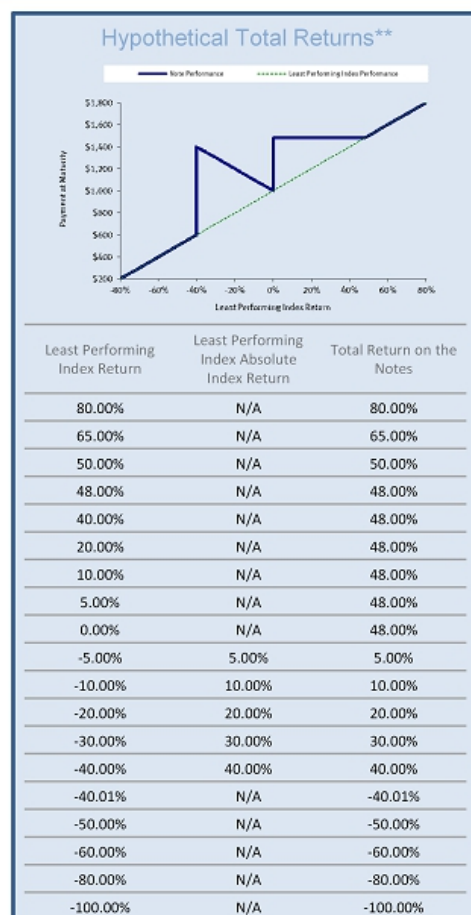 Hypothetical Total Returns**
Note Performance Least Performing Index Performance
$1,800
$1,600
$1,400
$1,200
$1,000
$800
$600
$400
$200
Payment at Maturity
-80% -60% -40% -20% 0% 20% 40% 60% 80%
Least Performing Index Return
Least Performing Index Return Least Performing Index Absolute Index Return Total Return on the Notes
80.00% N/A 80.00%
65.00% N/A 65.00%
50.00% N/A 50.00%
48.00% N/A 48.00%
40.00% N/A 48.00%
20.00% N/A 48.00%
10.00% N/A 48.00%
5.00% N/A 48.00%
0.00% N/A 48.00%
-5.00% 5.00% 5.00%
-10.00% 10.00% 10.00%
-20.00% 20.00% 20.00%
-30.00% 30.00% 30.00%
-40.00% 40.00% 40.00%
-40.01% N/A -40.01%
-50.00% N/A -50.00%
-60.00% N/A -60.00%
-80.00% N/A -80.00%
-100.00% N/A -100.00%